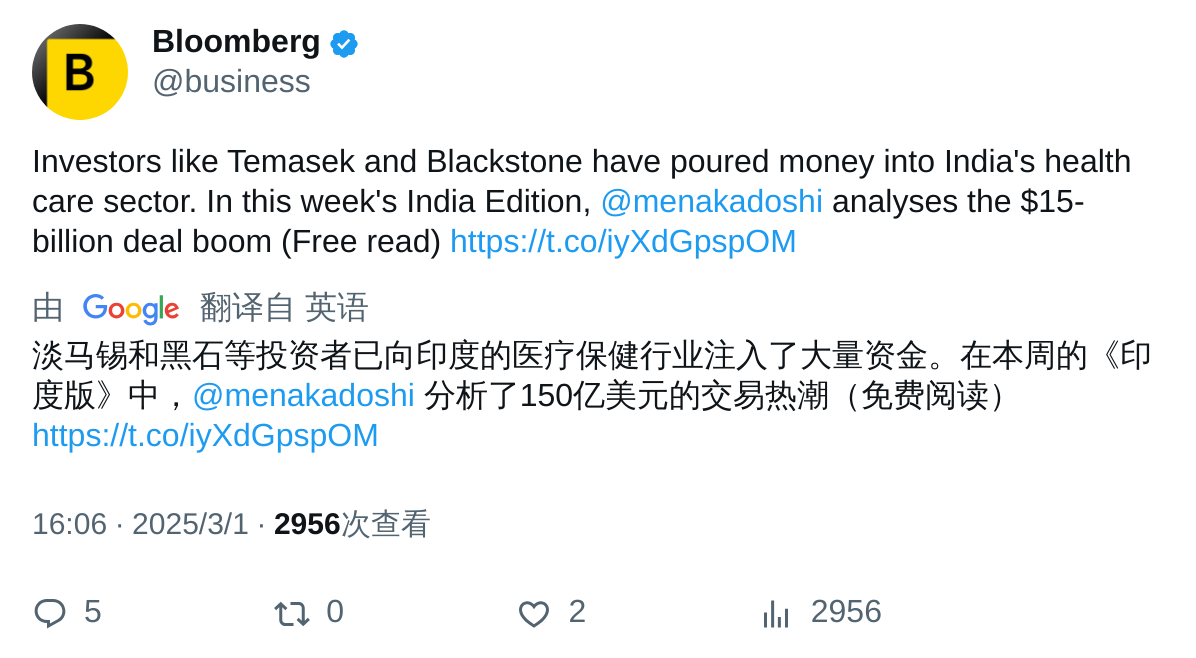 B
Bloomberg
@business
Investors like Temasek and Blackstone have poured money into India's health
care sector. In this week's India Edition, @menakadoshi analyses the $15-
billion deal boom (Free read) https://t.co/iyXdGpspOM
由 Google 翻译自 英语
淡马锡和黑石等投资者已向印度的医疗保健行业注入了大量资金。在本周的《印
度版》中，@menakadoshi 分析了150亿美元的交易热潮（免费阅读）
https://t.co/iyXdGpspOM
16:06 · 2025/3/1 · 2956次查看
5 0 2 2956